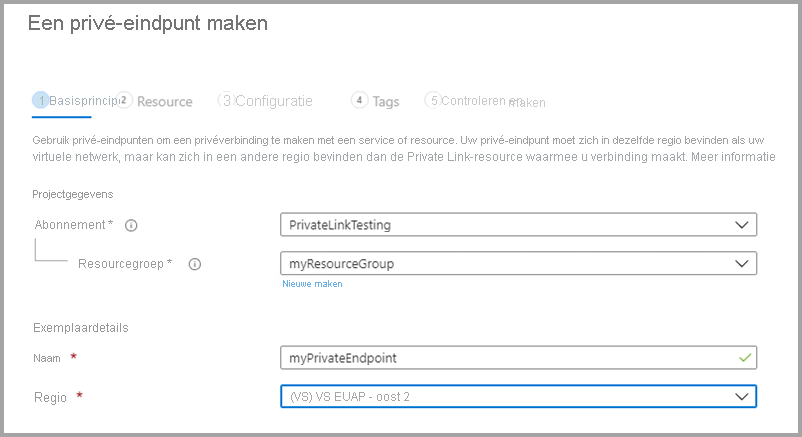 Een privé-eindpunt maken
1 Basisprincip 2 Resource 3 Configuratie 4 Tags 5 Controleren en maken
Gebruik privé-eindpunten om een privéverbinding te maken met een service of resource. Uw privé-eindpunt moet zich in dezelfde regio bevinden als uw
virtuele netwerk, maar kan zich in een andere regio bevinden dan de Private Link-resource waarmee u verbinding maakt. Meer informatie
Projectgegevens
Abonnement * PrivateLinkTesting
Resourcegroep * myResourceGroup
Nieuwe maken
Exemplaardetails
Naam * myPrivateEndpoint
Regio * (VS) VS EUAP - oost 2